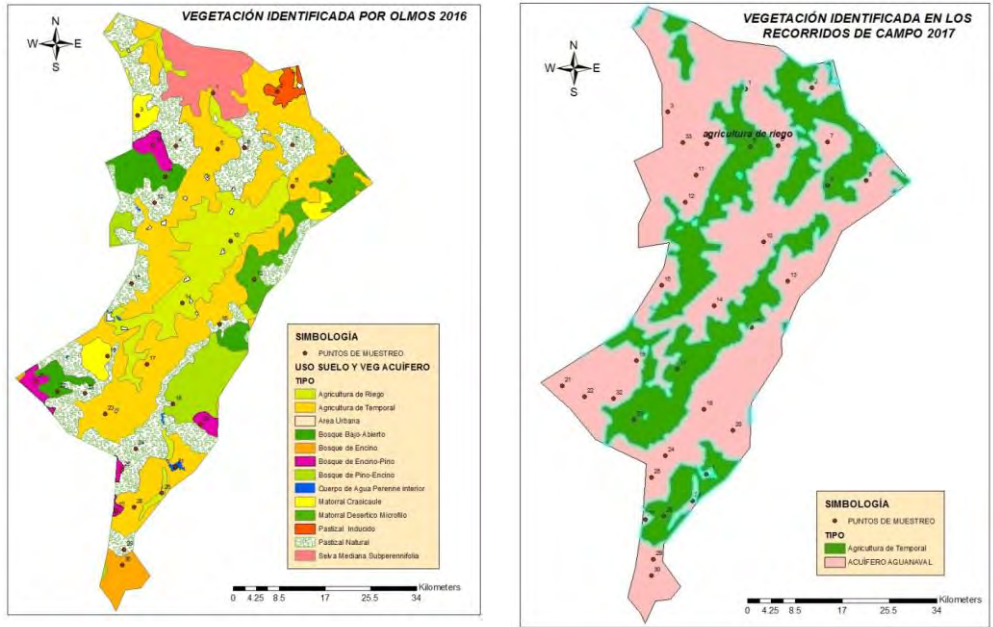 VEGETACIÓN IDENTIFICADA POR OLMOS 2016
N
W E
S
SIMBOLOGÍA
PUNTOS DE MUESTREO
USO SUELO Y VEG ACUÍFERO
TIPO
Agricultura de Riego
Agricultura de Temporal
Area Urbana
Bosque Bajo-Abierto
Bosque de Encino
Bosque de Encino-Pino
Bosque de Pino-Encino
Cuerpo de Agua Perenne interior
Matorral Crasicaule
Matorral Desertico Microfilo
Pastizal Inducido
Pastizal Natural
Selva Mediana Subperennifolia
Kilometers
0 4.25 8.5 17 25.5 34
VEGETACIÓN IDENTIFICADA EN LOS
RECORRIDOS DE CAMPO 2017
N
W E
S
agricultura de riego
SIMBOLOGÍA
PUNTOS DE MUESTREO
TIPO
Agricultura de Temporal
ACUÍFERO AGUANAVAL
Kilometers
0 4.25 8.5 17 25.5 34